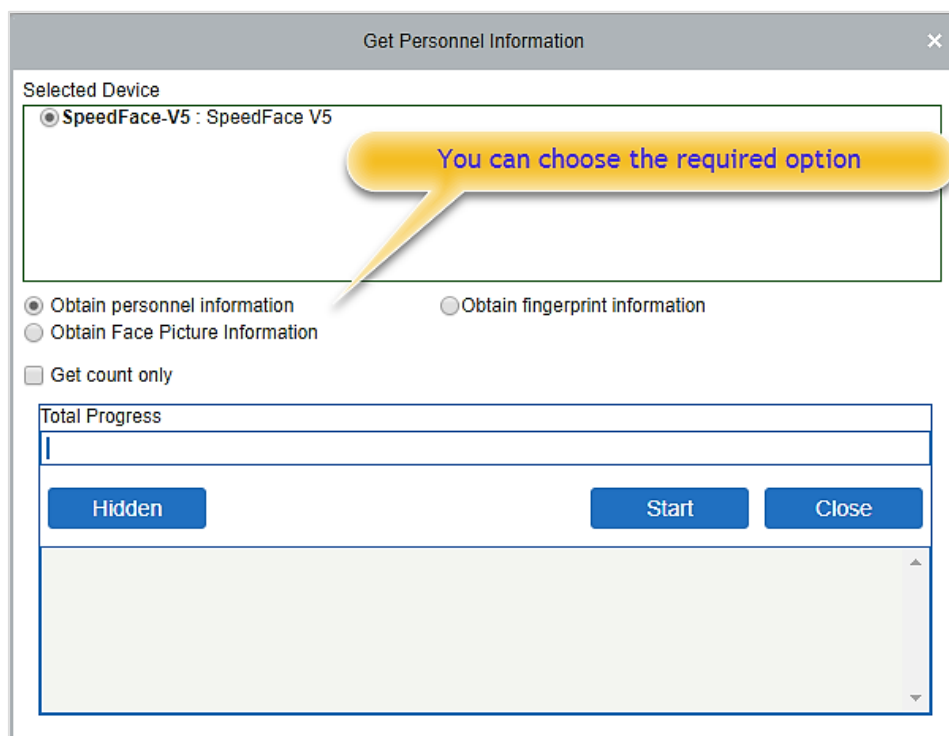 Get Personnel Information
Selected Device
SpeedFace-V5 : SpeedFace V5
You can choose the required option
Obtain personnel information Obtain fingerprint information
Obtain Face Picture Information
Get count only
Total Progress
Hidden Start Close